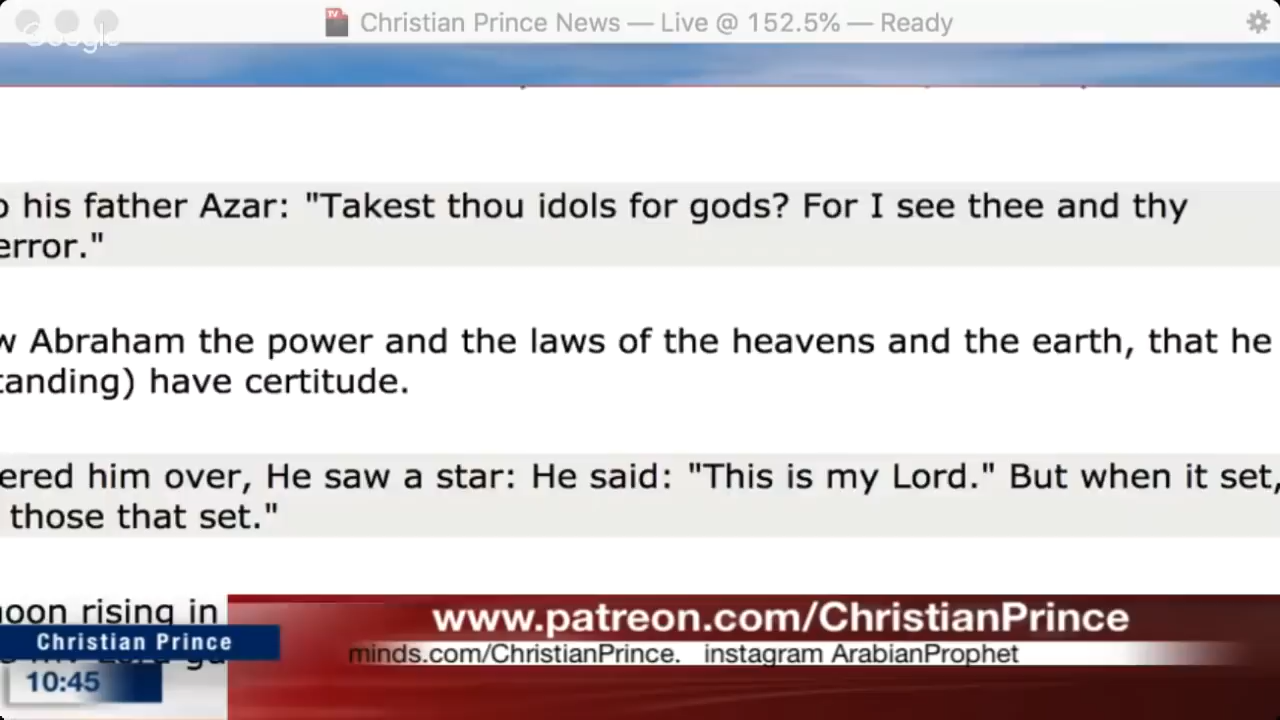 Christian Prince News — Live @ 152.5% — Ready
Google
his father Azar: "Takest thou idols for gods? For I see thee and thy
error."
Abraham the power and the laws of the heavens and the earth, that he
tanding) have certitude.
ered him over, He saw a star: He said: "This is my Lord." But when it set,
those that set."
oon rising in
www.patreon.com/ChristianPrince
Christian Prince
minds.com/ChristianPrince. instagram ArabianProphet
10:45